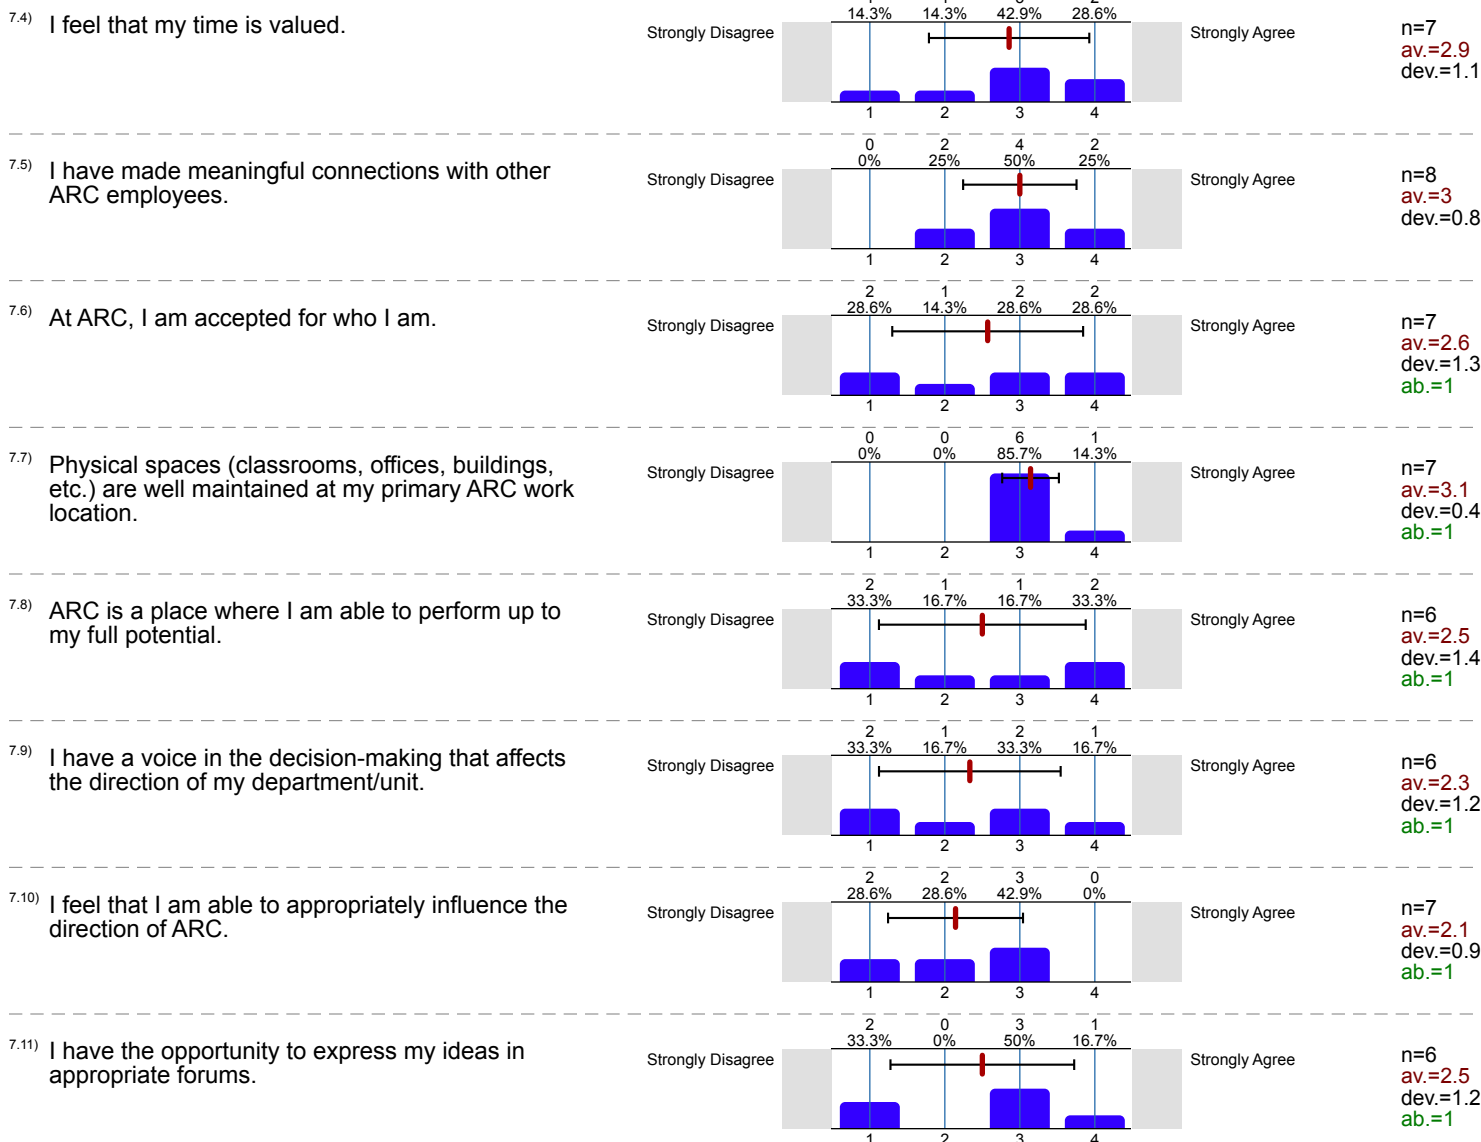 14.3% 14.3% 42.9% 28.6%
7.4) I feel that my time is valued.
Strongly Disagree
Strongly Agree
n=7
av.=2.9
dev.=1.1
1 2 3 4
0 2 4 2
0% 25% 50% 25%
7.5) I have made meaningful connections with other
ARC employees.
Strongly Disagree
Strongly Agree
n=8
av.=3
dev.=0.8
1 2 3 4
2 1 2 2
28.6% 14.3% 28.6% 28.6%
7.6) At ARC, I am accepted for who I am.
Strongly Disagree
Strongly Agree
n=7
av.=2.6
dev.=1.3
ab.=1
1 2 3 4
0 0 6 1
0% 0% 85.7% 14.3%
7.7) Physical spaces (classrooms, offices, buildings,
etc.) are well maintained at my primary ARC work
location.
Strongly Disagree
Strongly Agree
n=7
av.=3.1
dev.=0.4
ab.=1
1 2 3 4
2 1 1 2
33.3% 16.7% 16.7% 33.3%
7.8) ARC is a place where I am able to perform up to
my full potential.
Strongly Disagree
Strongly Agree
n=6
av.=2.5
dev.=1.4
ab.=1
1 2 3 4
2 1 2 1
33.3% 16.7% 33.3% 16.7%
7.9) I have a voice in the decision-making that affects
the direction of my department/unit.
Strongly Disagree
Strongly Agree
n=6
av.=2.3
dev.=1.2
ab.=1
1 2 3 4
2 2 3 0
28.6% 28.6% 42.9% 0%
7.10) I feel that I am able to appropriately influence the
direction of ARC.
Strongly Disagree
Strongly Agree
n=7
av.=2.1
dev.=0.9
ab.=1
1 2 3 4
2 0 3 1
33.3% 0% 50% 16.7%
7.11) I have the opportunity to express my ideas in
appropriate forums.
Strongly Disagree
Strongly Agree
n=6
av.=2.5
dev.=1.2
ab.=1
1 2 3 4